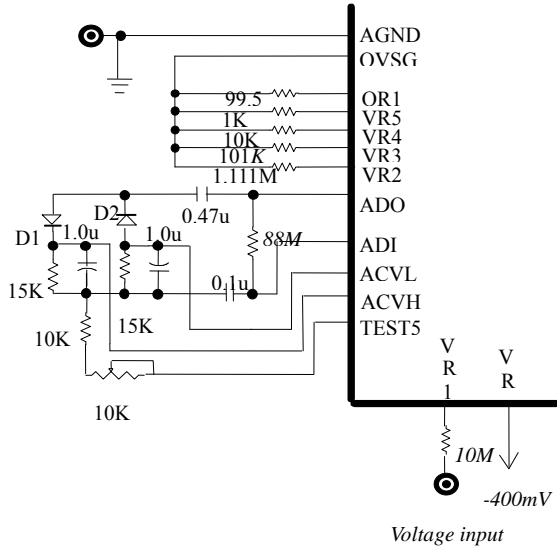 AGND
OVSG
99.5
OR1
1K
VR5
10K
VR4
101K
VR3
1.111M
VR2
D2
0.47u
ADO
D1
1.0u
1.0u
88M
ADI
15K
0.1u
ACVL
ACVH
10K
15K
TEST5
10K
V
R
1
V
R
10M
-400mV
Voltage input